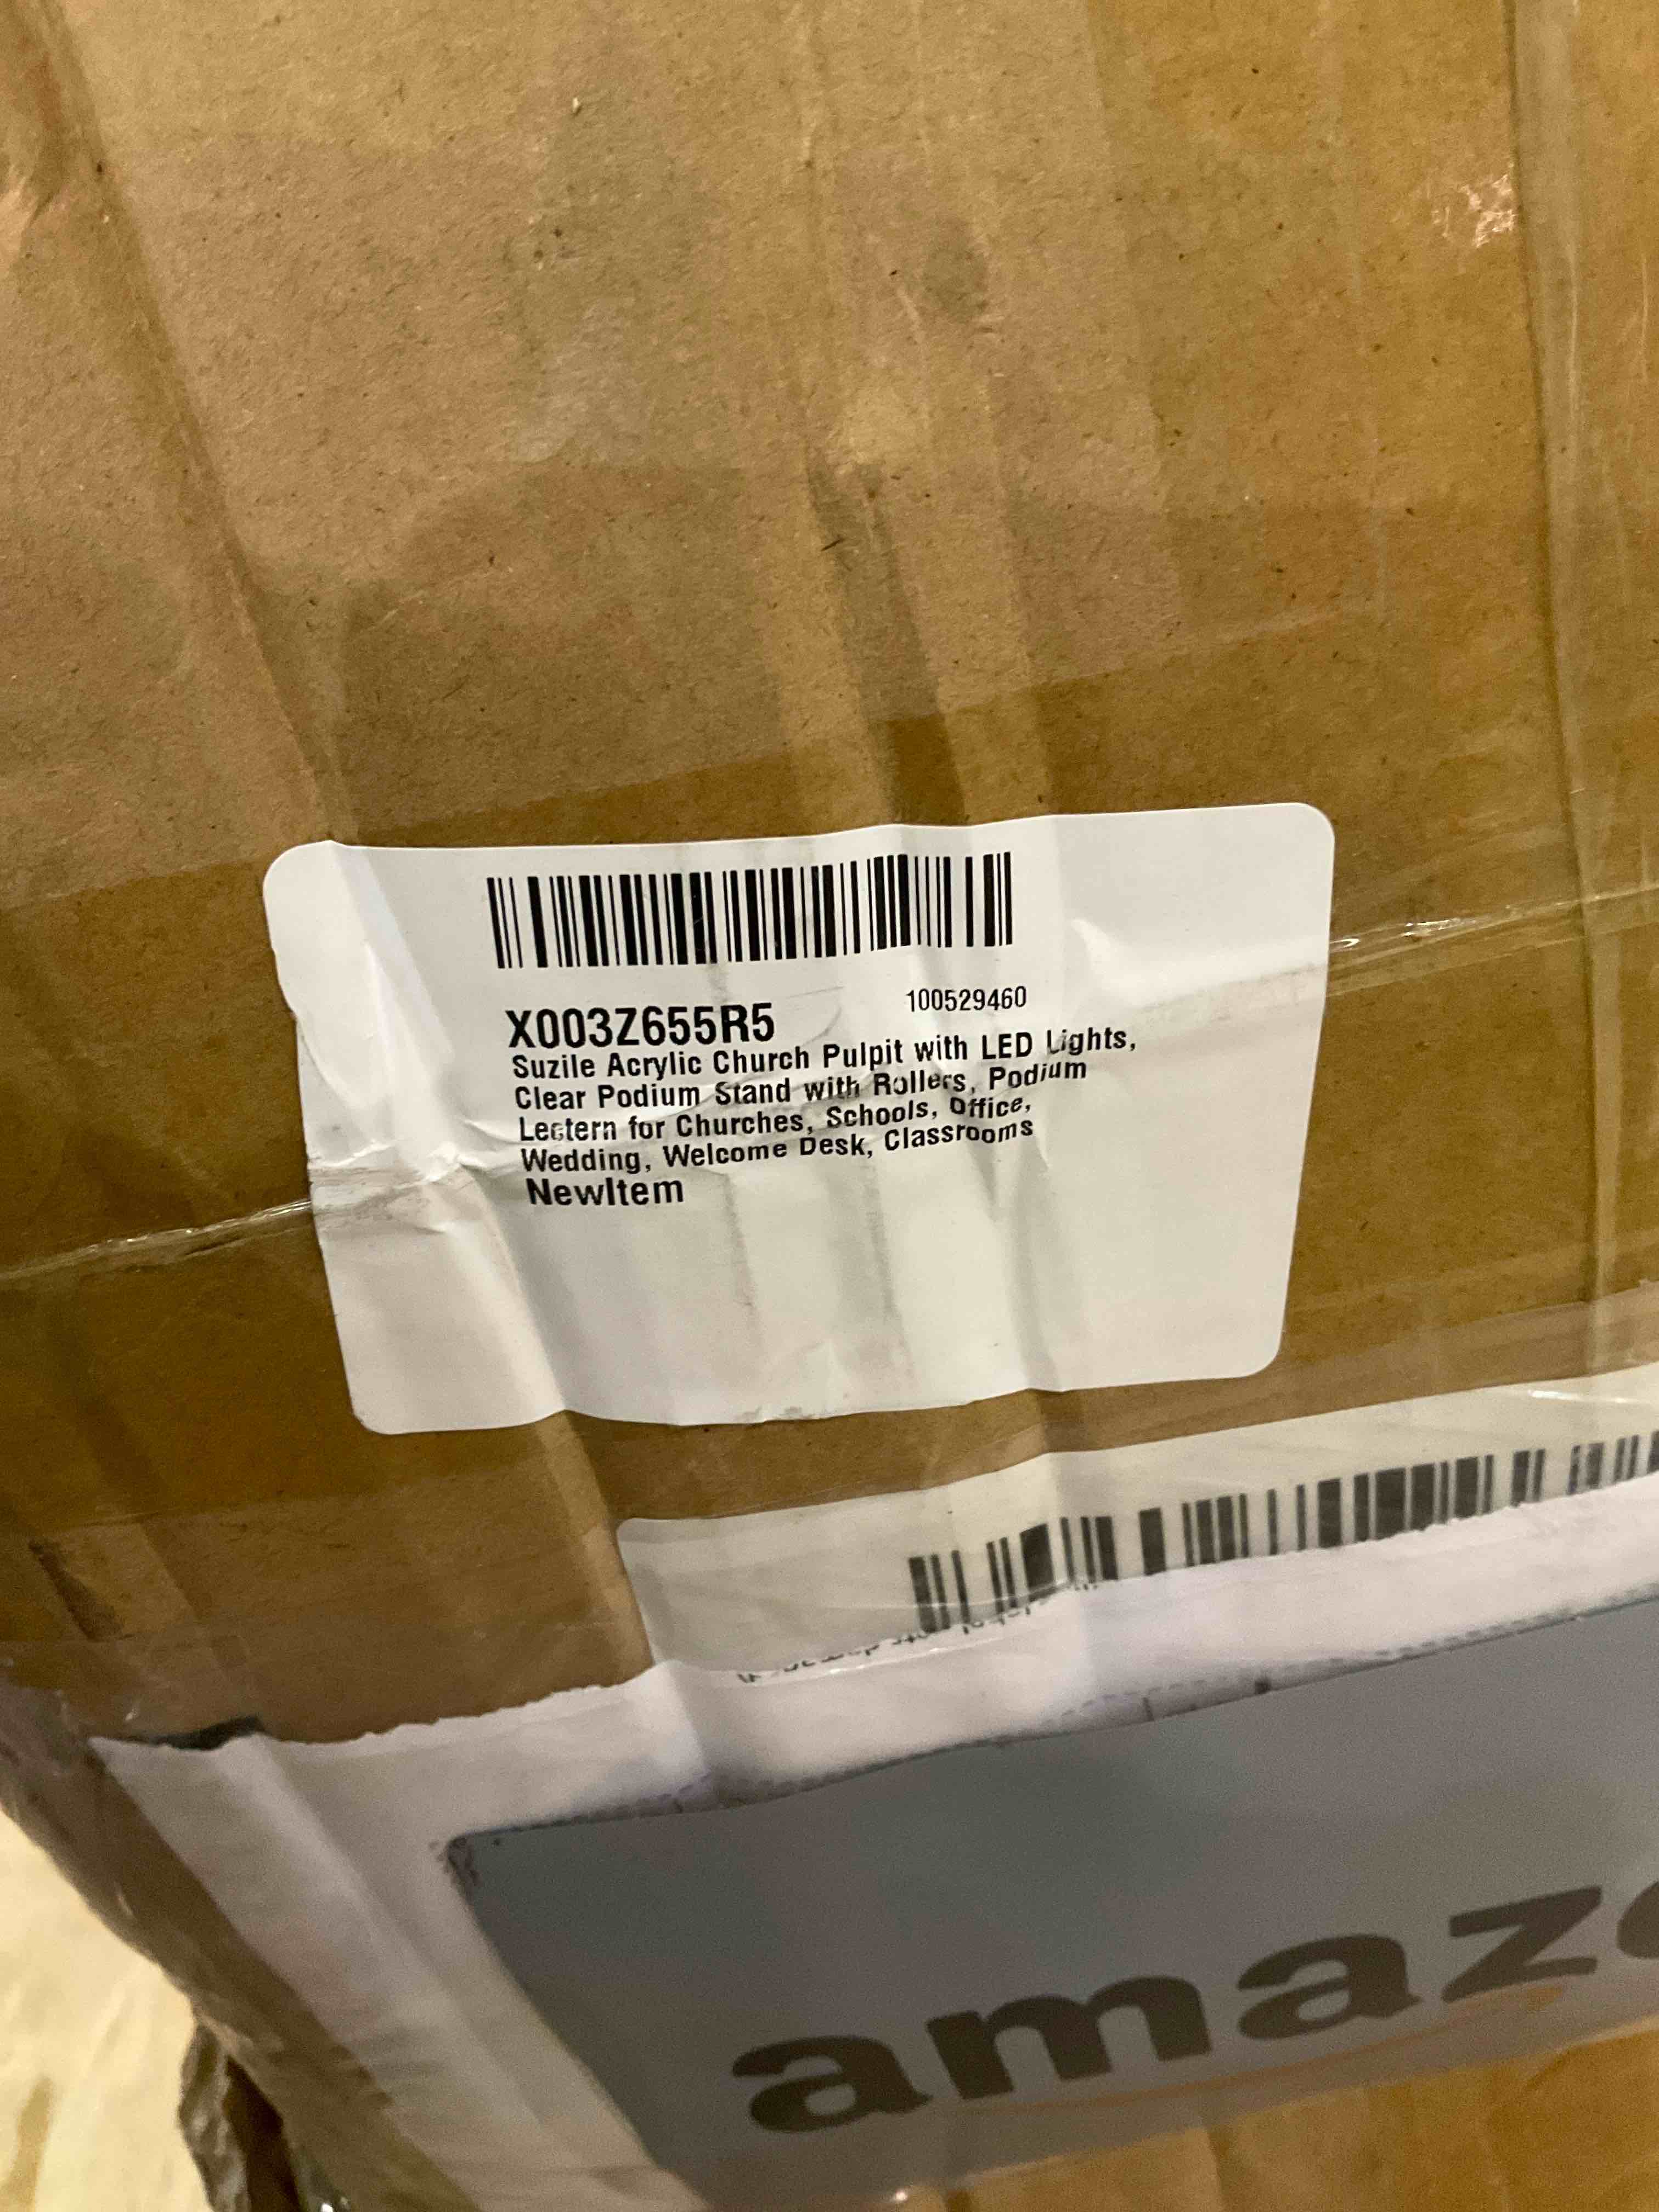 X003Z655R5 100529460
Suzile Acrylic Church Pulpit with LED Lights,
Clear Podium Stand with Rollers, Podium
Lectern for Churches, Schools, Office,
Wedding, Welcome Desk, Classrooms
NewItem